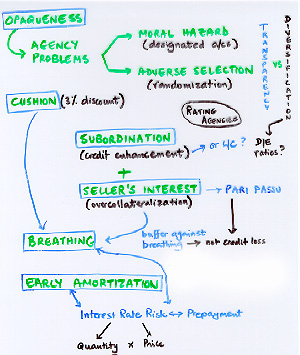 OPAQUENESS
AGENCY
PROBLEMS
MORAL HAZARD
(designated a/cs)
ADVERSE SELECTION
(randomization)
TRANSPARENCY
vs
DIVERSIFICATION
CUSHION (3% discount)
RATING
AGENCIES
SUBORDINATION
(credit enhancement) → or L/C ?
D/E
ratios?
+
SELLER'S INTEREST → PARI PASSU
(overcollateralization)
BREATHING
buffer against
breathing → not credit loss
EARLY AMORTIZATION
Interest Rate Risk ↔ Prepayment
Quantity x Price